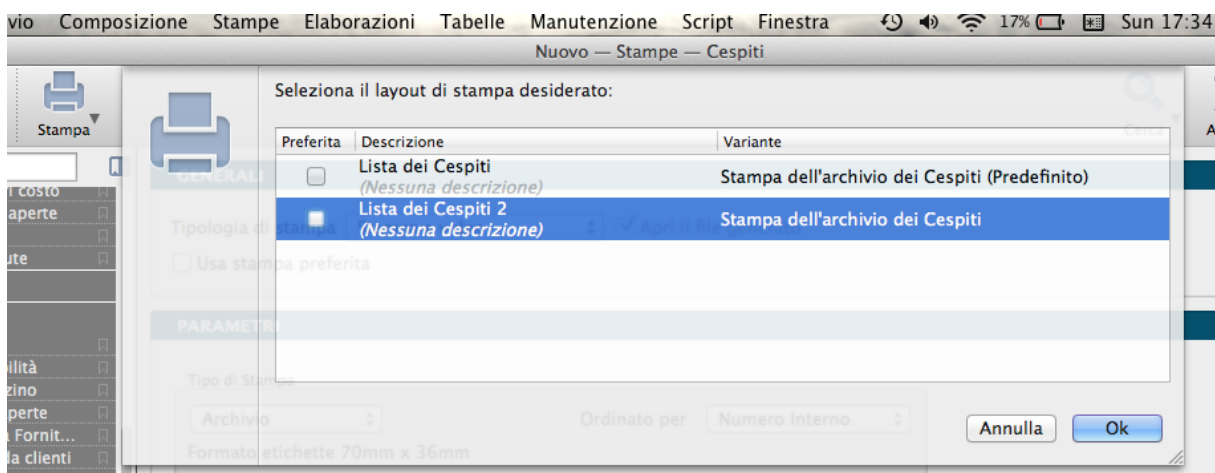 vio Composizione Stampe Elaborazioni Tabelle Manutenzione Script Finestra 17% Sun 17:34
Nuovo — Stampe — Cespiti
Stampa
Seleziona il layout di stampa desiderato:
Cerca
Preferita Descrizione Variante
Lista dei Cespiti
(Nessuna descrizione)
Stampa dell'archivio dei Cespiti (Predefinito)
Lista dei Cespiti 2
(Nessuna descrizione)
Stampa dell'archivio dei Cespiti
GENERALI
Tipologia di stampa
Apri il file generato
Usa stampa preferita
PARAMETRI
Tipo di Stampa
Archivio
Ordinato per Numero Interno
Formato etichette 70mm x 36mm
Annulla Ok
i costo
aperte
ute
ilità
zino
perte
a Fornit...
da clienti